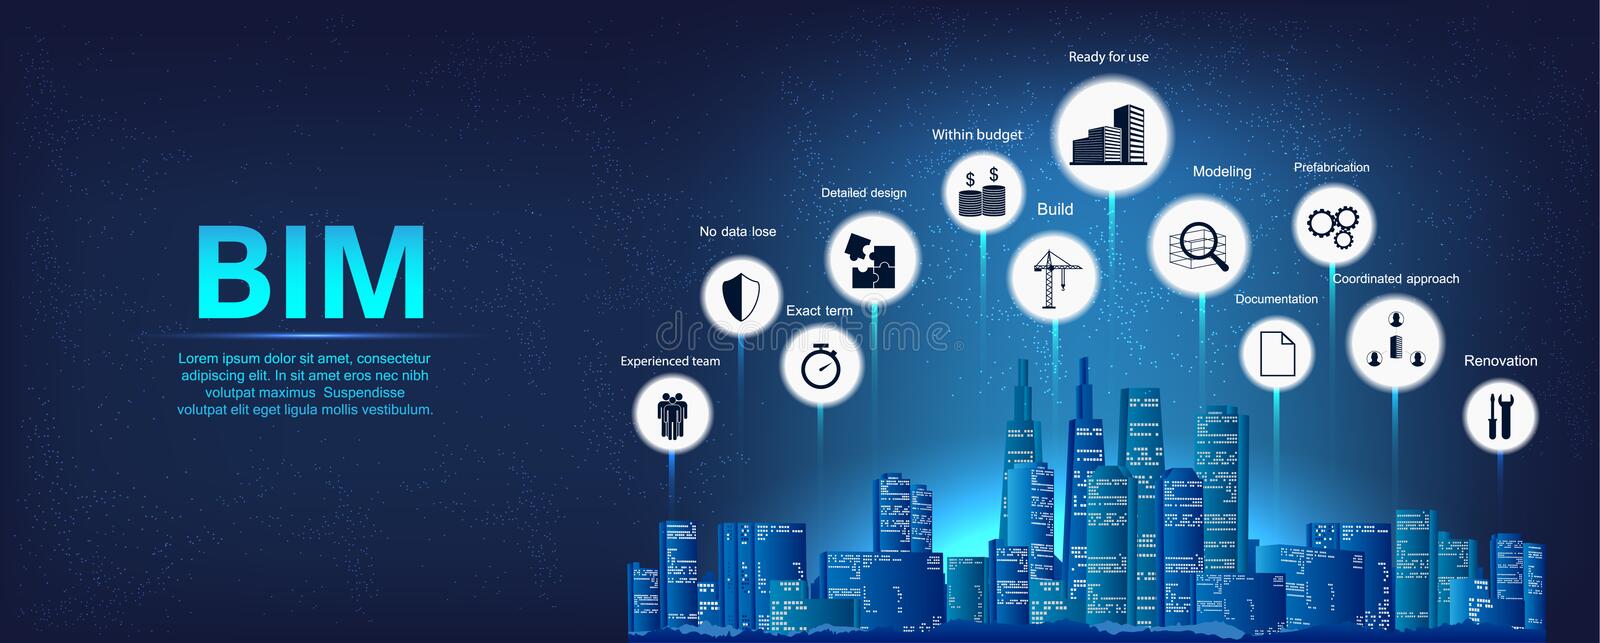 BIM
Lorem ipsum dolor sit amet, consectetur
adipiscing elit. In sit amet eros nec nibh
volutpat maximus  Suspendisse
volutpat elit eget ligula mollis vestibulum.
Experienced team
No data lose
Exact term
Detailed design
Within budget
Build
Ready for use
Modeling
Documentation
Prefabrication
Coordinated approach
Renovation
$ $
dreamstime